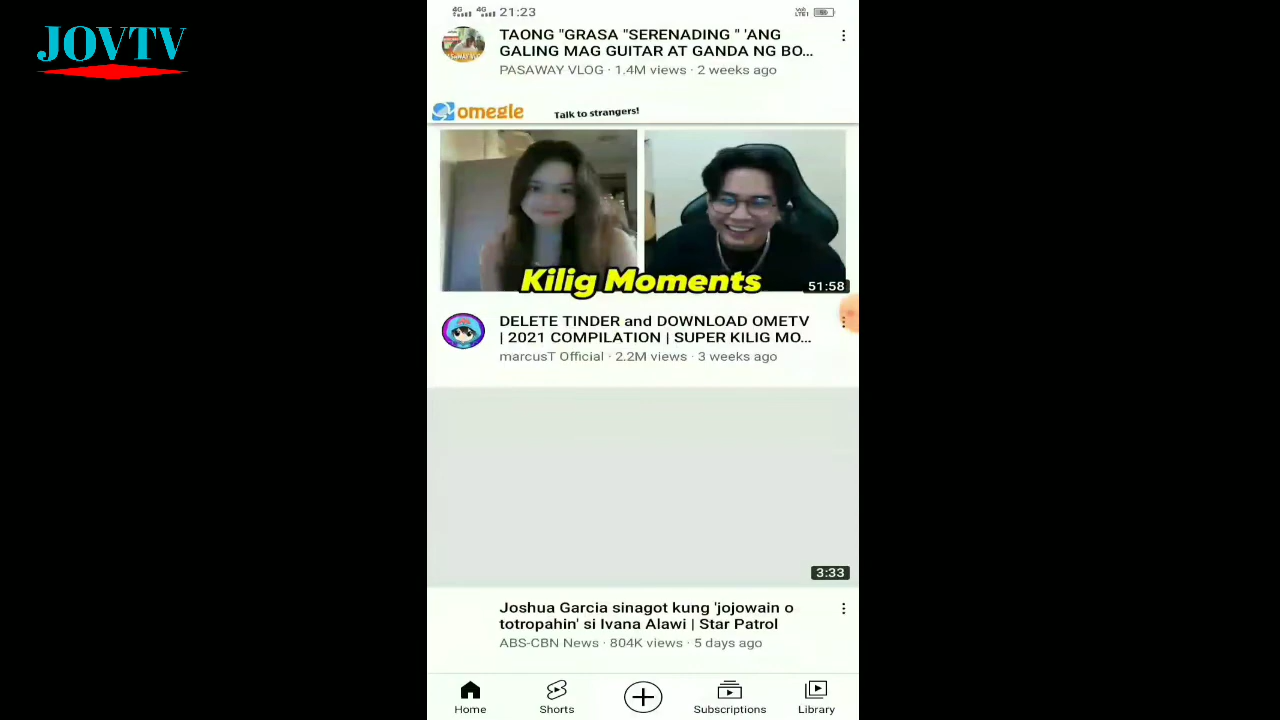 JOVTV
4G 4G 21:23
TAONG "GRASA "SERENADING " 'ANG
GALING MAG GUITAR AT GANDA NG BO...
PASAWAY VLOG · 1.4M views · 2 weeks ago
omegle Talk to strangers!
Kilig Moments
51:58
DELETE TINDER and DOWNLOAD OMETV
| 2021 COMPILATION | SUPER KILIG MO...
marcusT Official · 2.2M views · 3 weeks ago
3:33
Joshua Garcia sinagot kung 'jojowain o
totropahin' si Ivana Alawi | Star Patrol
ABS-CBN News · 804K views · 5 days ago
Home Shorts Subscriptions Library